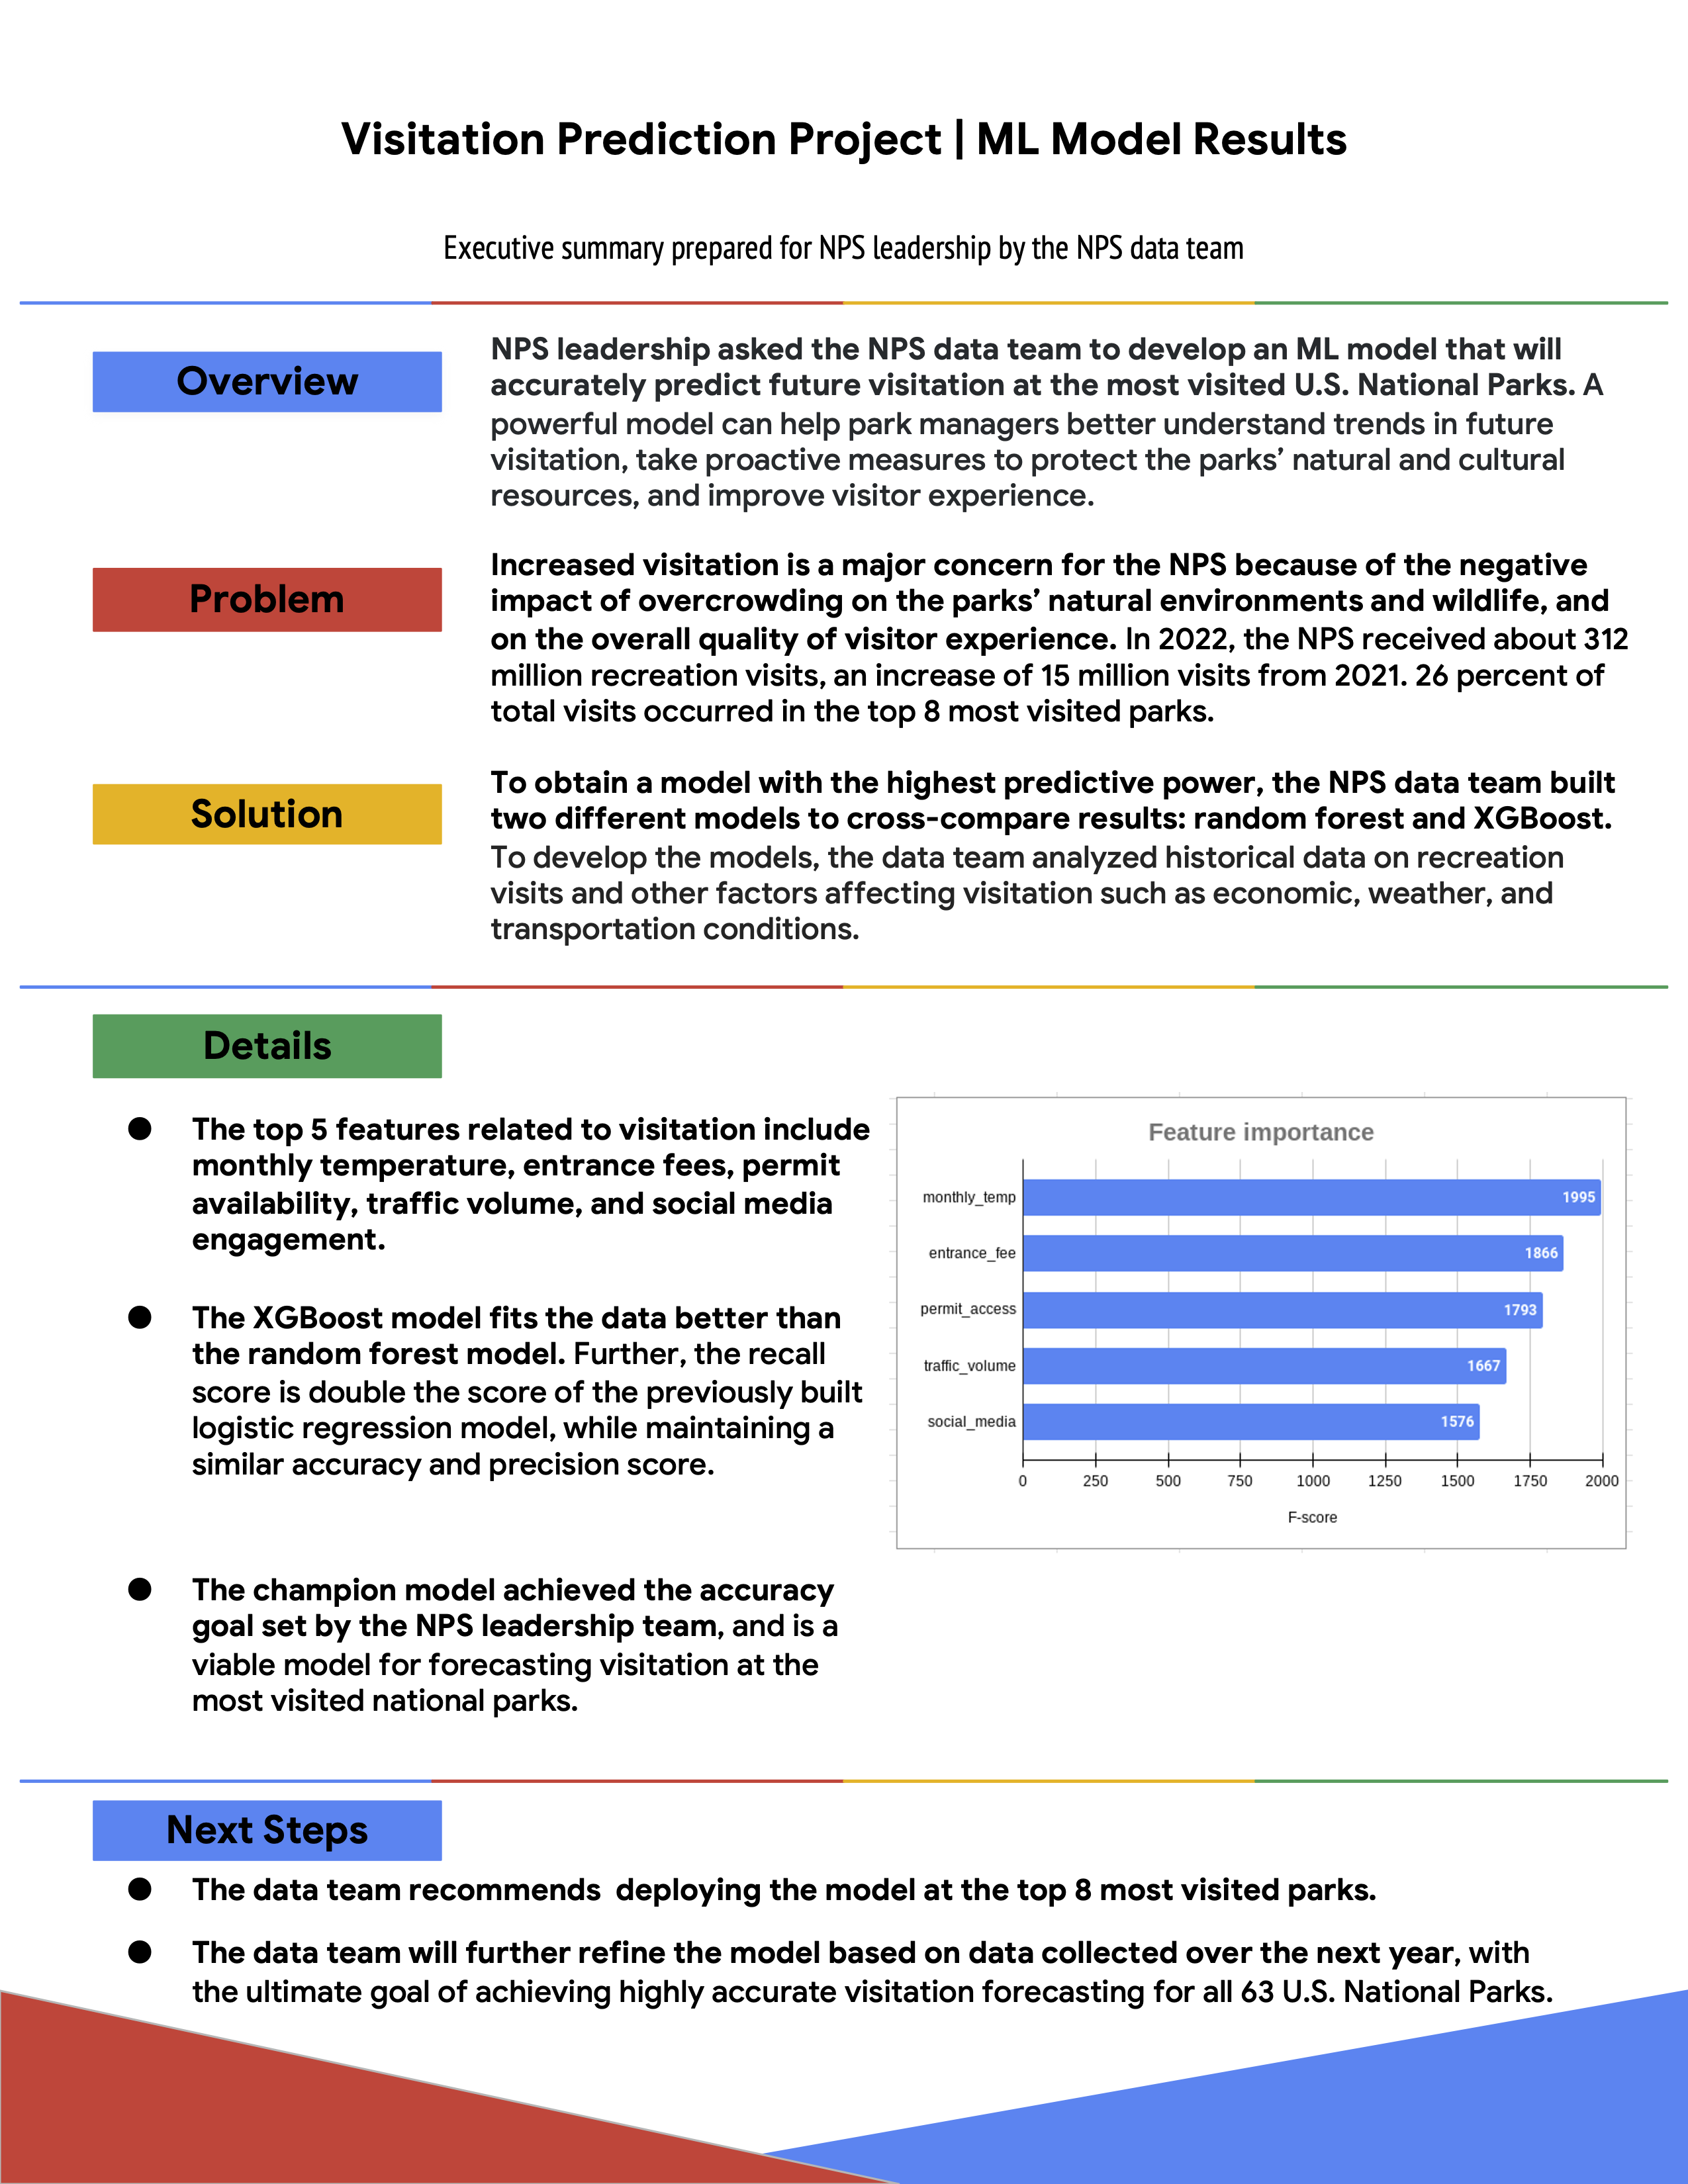 Visitation Prediction Project | ML Model Results
Executive summary prepared for NPS leadership by the NPS data team
Overview
NPS leadership asked the NPS data team to develop an ML model that will
accurately predict future visitation at the most visited U.S. National Parks. A
powerful model can help park managers better understand trends in future
visitation, take proactive measures to protect the parks’ natural and cultural
resources, and improve visitor experience.
Problem
Increased visitation is a major concern for the NPS because of the negative
impact of overcrowding on the parks’ natural environments and wildlife, and
on the overall quality of visitor experience. In 2022, the NPS received about 312
million recreation visits, an increase of 15 million visits from 2021. 26 percent of
total visits occurred in the top 8 most visited parks.
Solution
To obtain a model with the highest predictive power, the NPS data team built
two different models to cross-compare results: random forest and XGBoost.
To develop the models, the data team analyzed historical data on recreation
visits and other factors affecting visitation such as economic, weather, and
transportation conditions.
Details
● The top 5 features related to visitation include
monthly temperature, entrance fees, permit
availability, traffic volume, and social media
engagement.
● The XGBoost model fits the data better than
the random forest model. Further, the recall
score is double the score of the previously built
logistic regression model, while maintaining a
similar accuracy and precision score.
● The champion model achieved the accuracy
goal set by the NPS leadership team, and is a
viable model for forecasting visitation at the
most visited national parks.
Feature importance
monthly_temp 1995
entrance_fee 1866
permit_access 1793
traffic_volume 1667
social_media 1576
0 250 500 750 1000 1250 1500 1750 2000
F-score
Next Steps
● The data team recommends  deploying the model at the top 8 most visited parks.
● The data team will further refine the model based on data collected over the next year, with
the ultimate goal of achieving highly accurate visitation forecasting for all 63 U.S. National Parks.